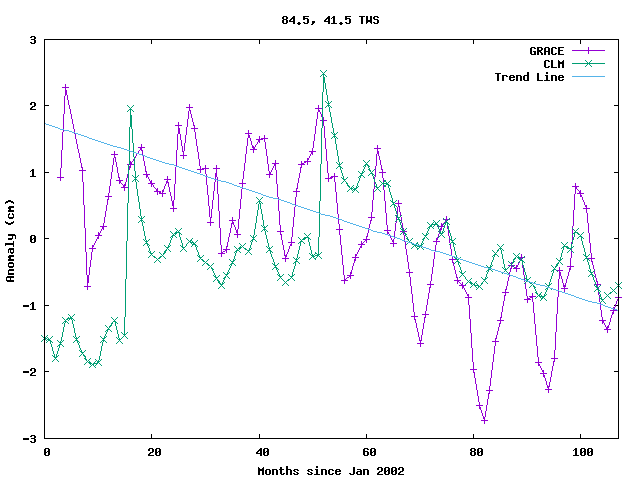 84.5, 41.5 TWS
GRACE
CLM
Trend Line
3
2
1
0
-1
-2
-3
Anomaly (cm)
0 20 40 60 80 100
Months since Jan 2002